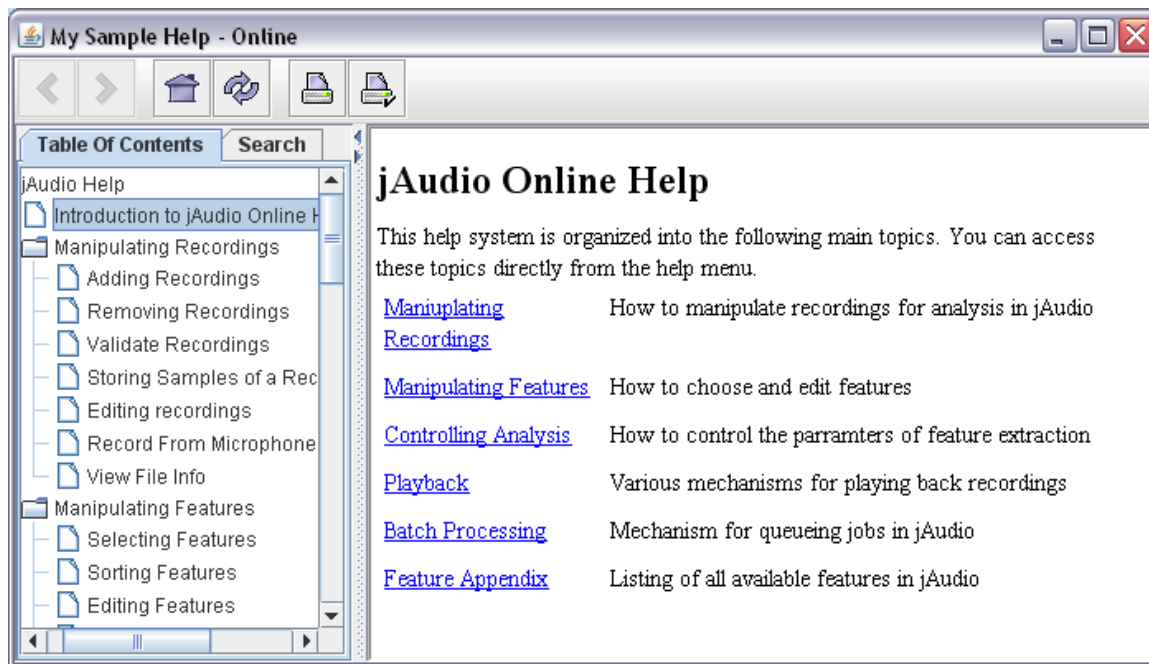 My Sample Help - Online
Table Of Contents
Search
jAudio Help
Introduction to jAudio Online H
Manipulating Recordings
Adding Recordings
Removing Recordings
Validate Recordings
Storing Samples of a Rec
Editing recordings
Record From Microphone
View File Info
Manipulating Features
Selecting Features
Sorting Features
Editing Features
jAudio Online Help
This help system is organized into the following main topics. You can access
these topics directly from the help menu.
Maniuplating How to manipulate recordings for analysis in jAudio
Recordings
Manipulating Features How to choose and edit features
Controlling Analysis How to control the parramters of feature extraction
Playback Various mechanisms for playing back recordings
Batch Processing Mechanism for queueing jobs in jAudio
Feature Appendix Listing of all available features in jAudio